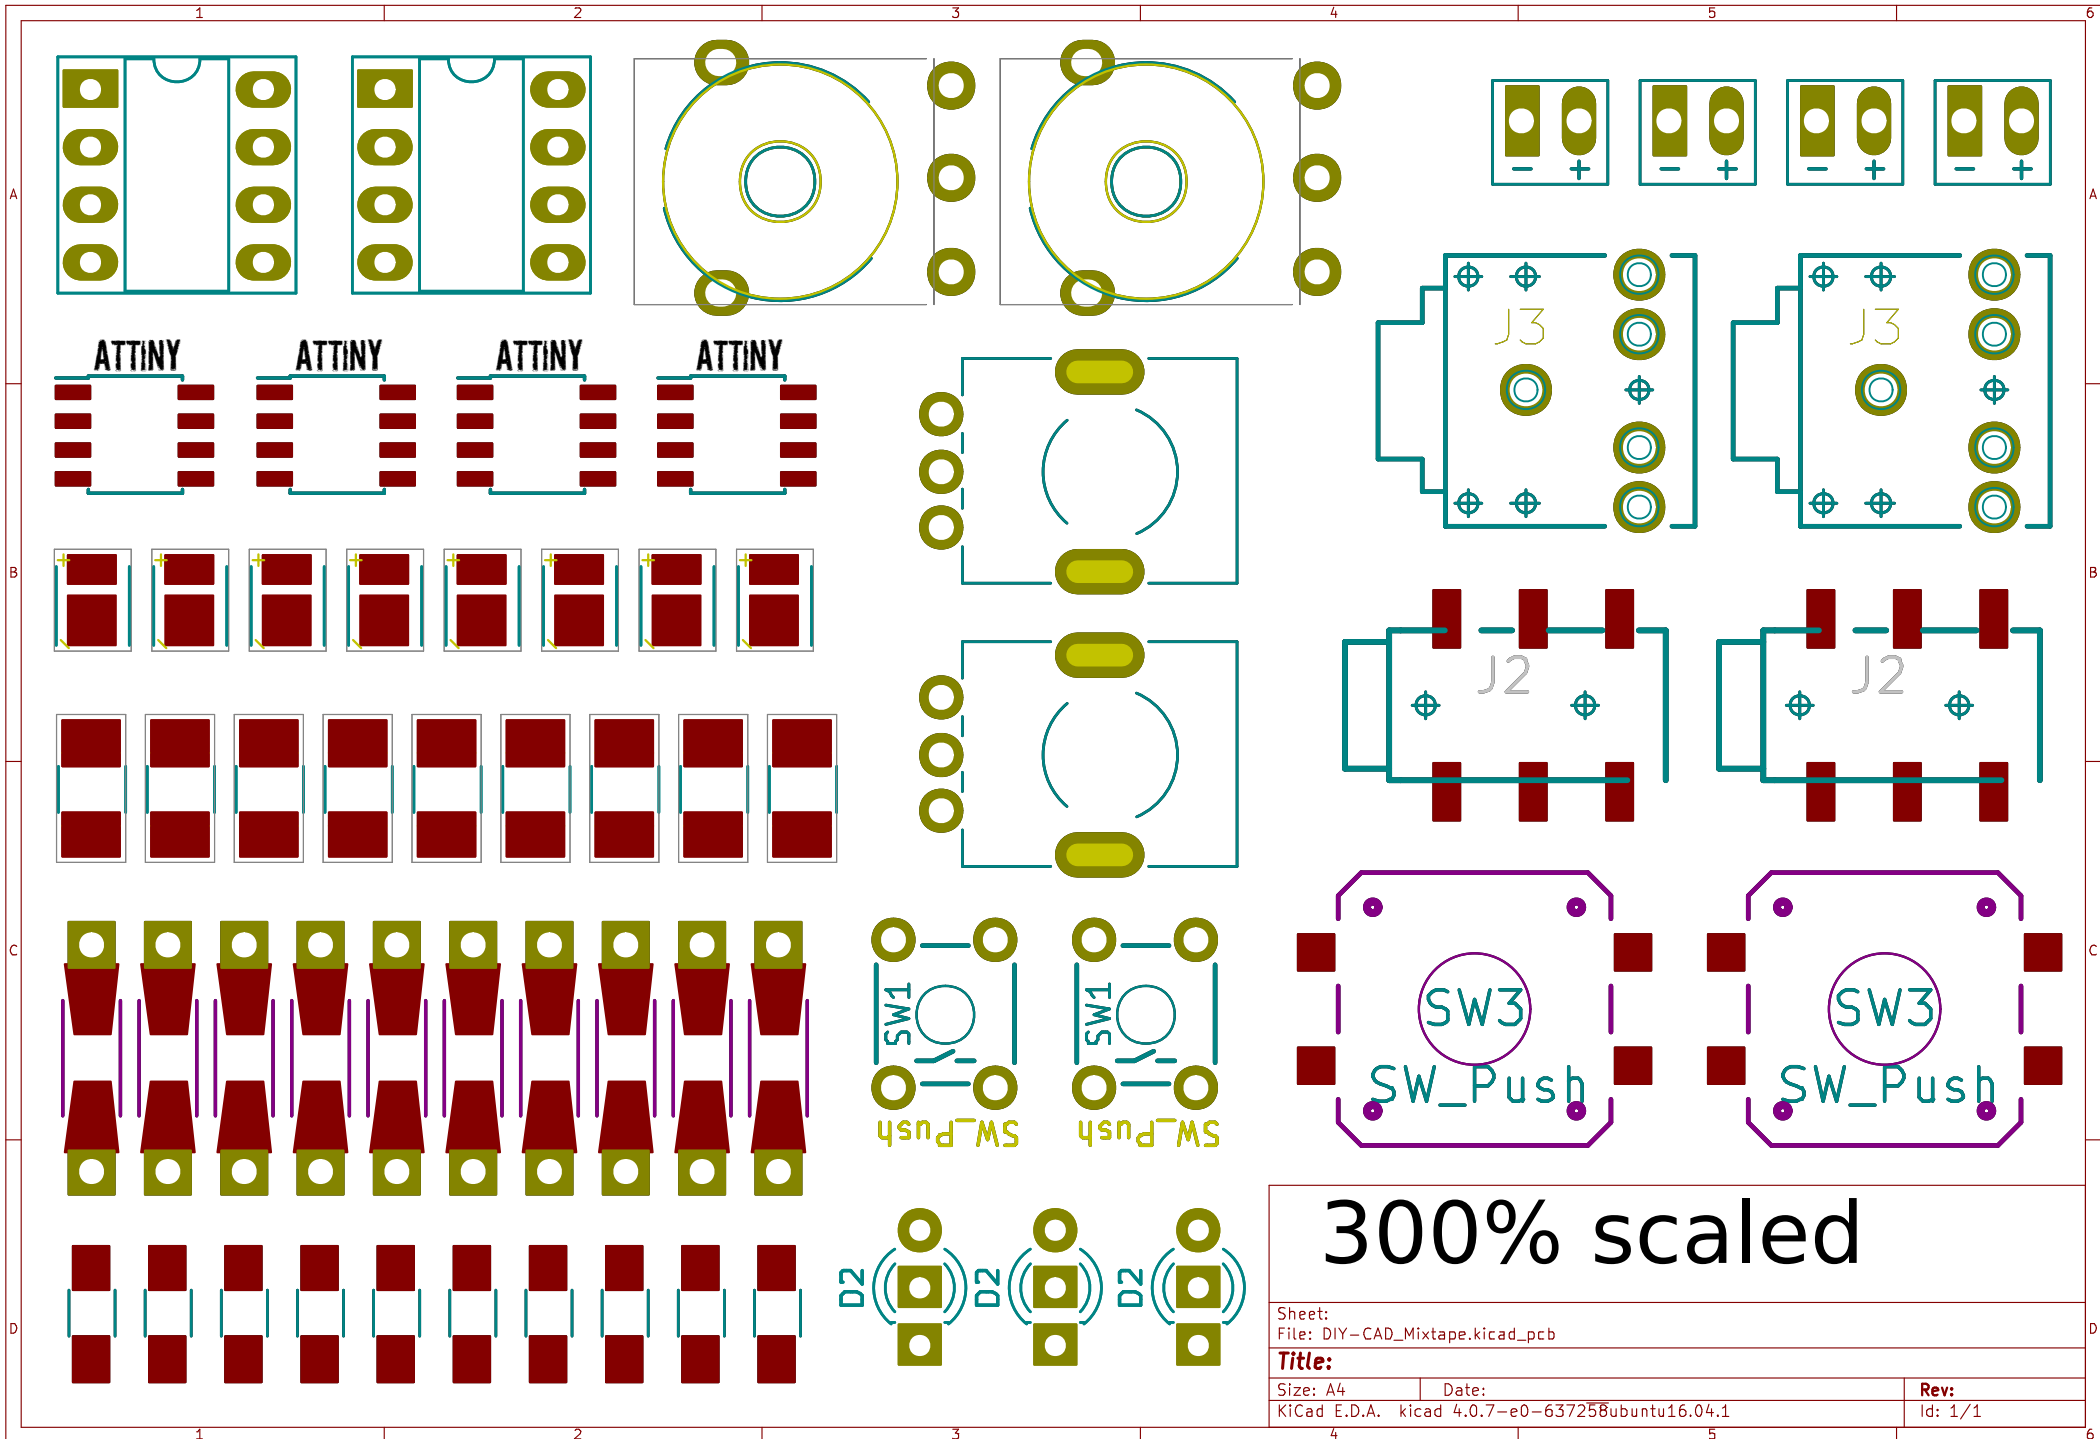 1 2 3 4 5 6
A A
- + - + - + - +
J3 J3
ATTINY ATTINY ATTINY ATTINY
B B
+ + + + + + + +
J2 J2
C C
SW1 SW1
SW3 SW3
SW_Push SW_Push
SW_Push SW_Push
300% scaled
D2 D2 D2
Sheet:
File: DIY-CAD_Mixtape.kicad_pcb
D D
Title:
Size: A4 Date: Rev:
KiCad E.D.A. kicad 4.0.7-e0-637258ubuntu16.04.1 Id: 1/1
1 2 3 4 5 6